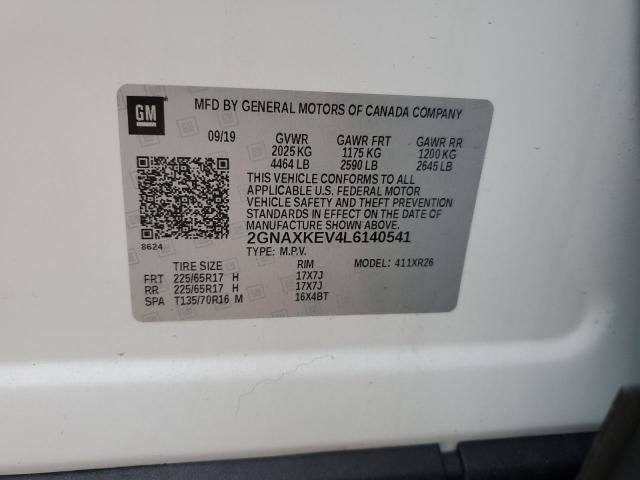 GM MFD BY GENERAL MOTORS OF CANADA COMPANY
09/19 GVWR GAWR FRT GAWR RR
2025 KG 1175 KG 1200 KG
4464 LB 2590 LB 2645 LB
THIS VEHICLE CONFORMS TO ALL
APPLICABLE U.S. FEDERAL MOTOR
VEHICLE SAFETY AND THEFT
PREVENTION STANDARDS
IN EFFECT ON THE DATE OF
MANUFACTURE SHOWN ABOVE.
8624 2GNAXKEV4L6140541
TYPE: M.P.V. MODEL: 411XR26
TIRE SIZE RIM
FRT 225/65R17 H 17X7J
RR 225/65R17 H 17X7J
SPA T135/70R16 M 16X4BT